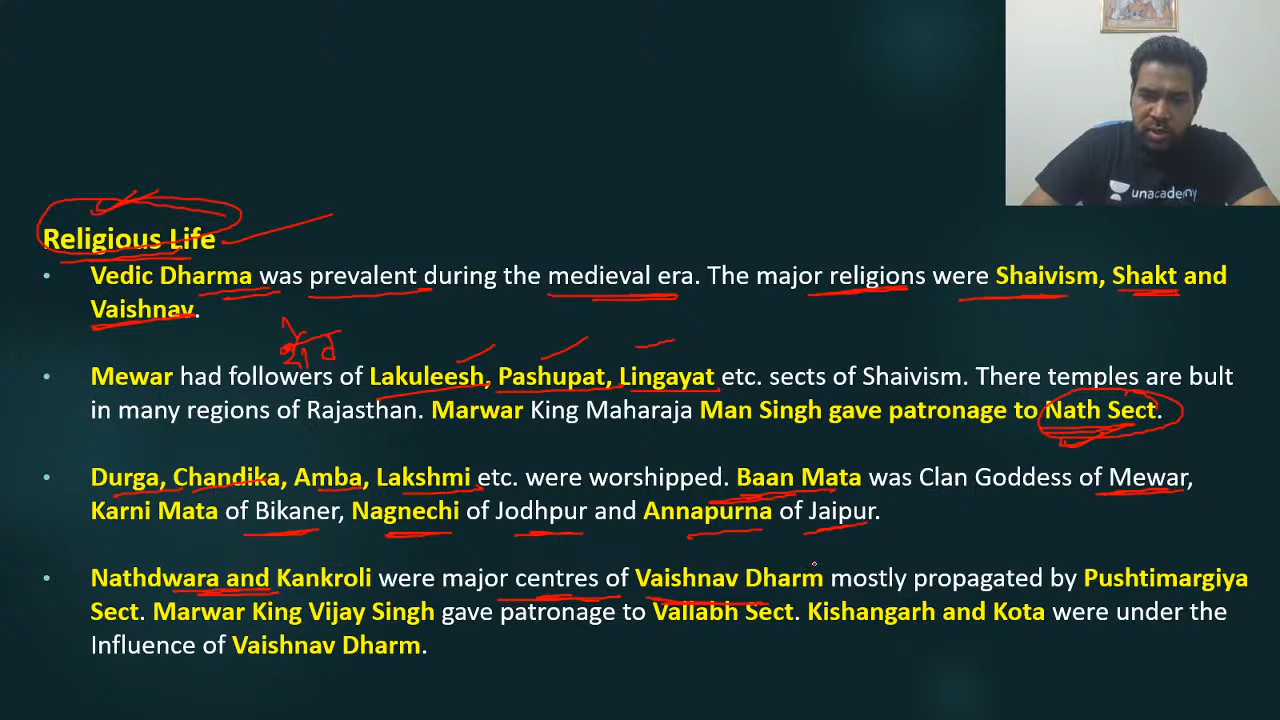 unacademy
Religious Life
• Vedic Dharma was prevalent during the medieval era. The major religions were Shaivism, Shakt and
Vaishnav.
• Mewar had followers of Lakuleesh, Pashupat, Lingayat etc. sects of Shaivism. There temples are bult
in many regions of Rajasthan. Marwar King Maharaja Man Singh gave patronage to Nath Sect.
• Durga, Chandika, Amba, Lakshmi etc. were worshipped. Baan Mata was Clan Goddess of Mewar,
Karni Mata of Bikaner, Nagnechi of Jodhpur and Annapurna of Jaipur.
• Nathdwara and Kankroli were major centres of Vaishnav Dharm mostly propagated by Pushtimargiya
Sect. Marwar King Vijay Singh gave patronage to Vallabh Sect. Kishangarh and Kota were under the
Influence of Vaishnav Dharm.